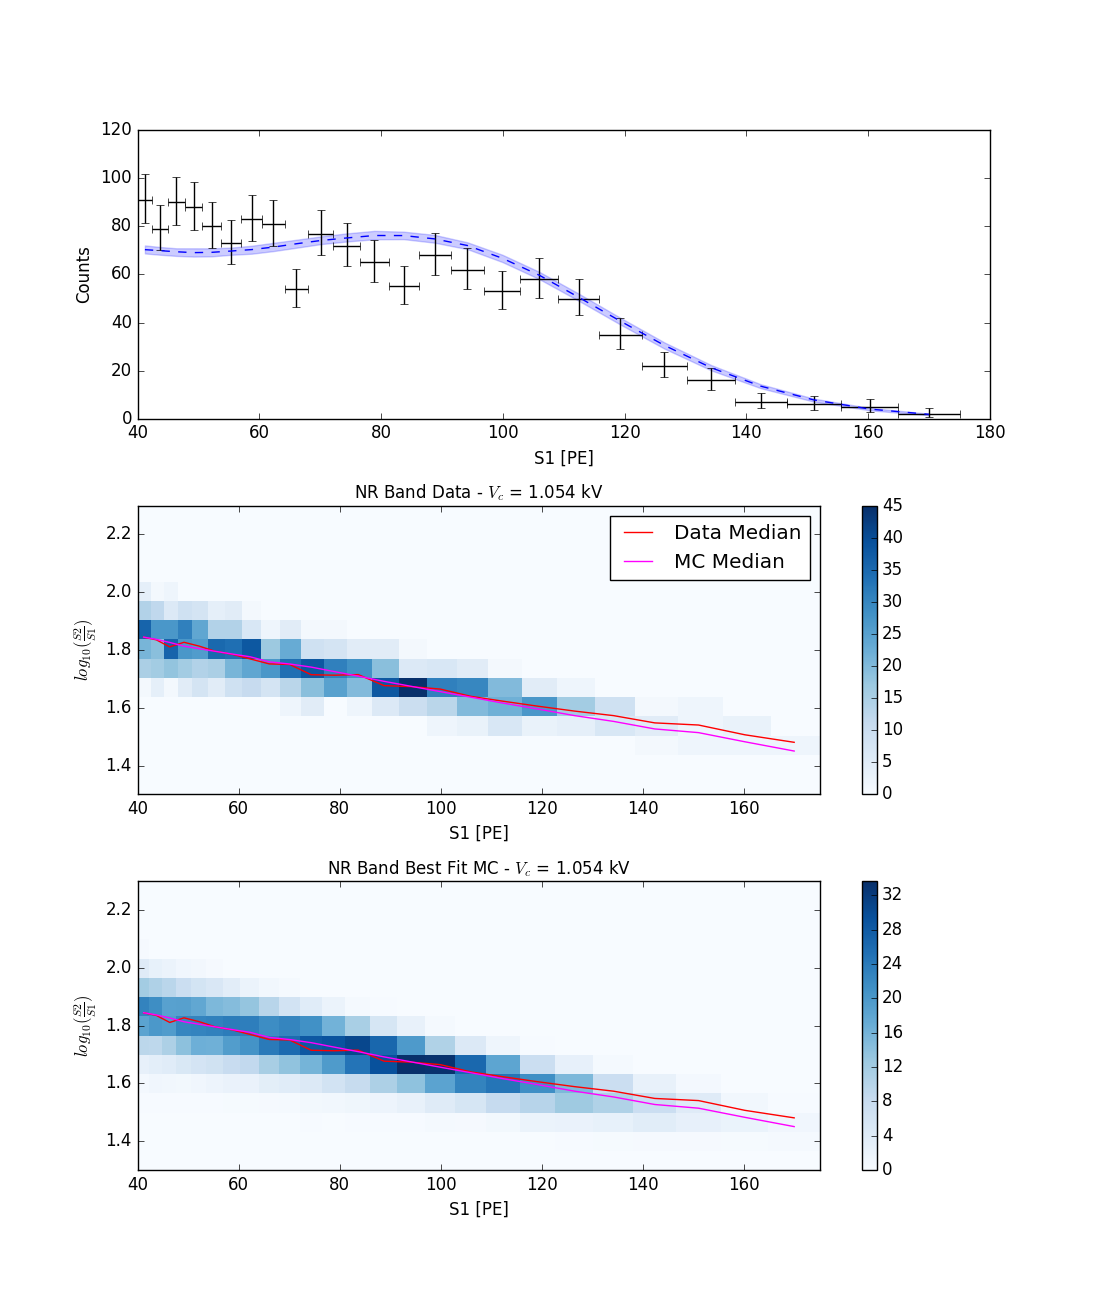 120
100
80
60
40
20
0
Counts
40 60 80 100 120 140 160 180
S1 [PE]
NR Band Data - V_c = 1.054 kV
2.2
2.0
1.8
1.6
1.4
log_10(S2/S1)
Data Median
MC Median
45
40
35
30
25
20
15
10
5
0
40 60 80 100 120 140 160
S1 [PE]
NR Band Best Fit MC - V_c = 1.054 kV
2.2
2.0
1.8
1.6
1.4
log_10(S2/S1)
32
28
24
20
16
12
8
4
0
40 60 80 100 120 140 160
S1 [PE]